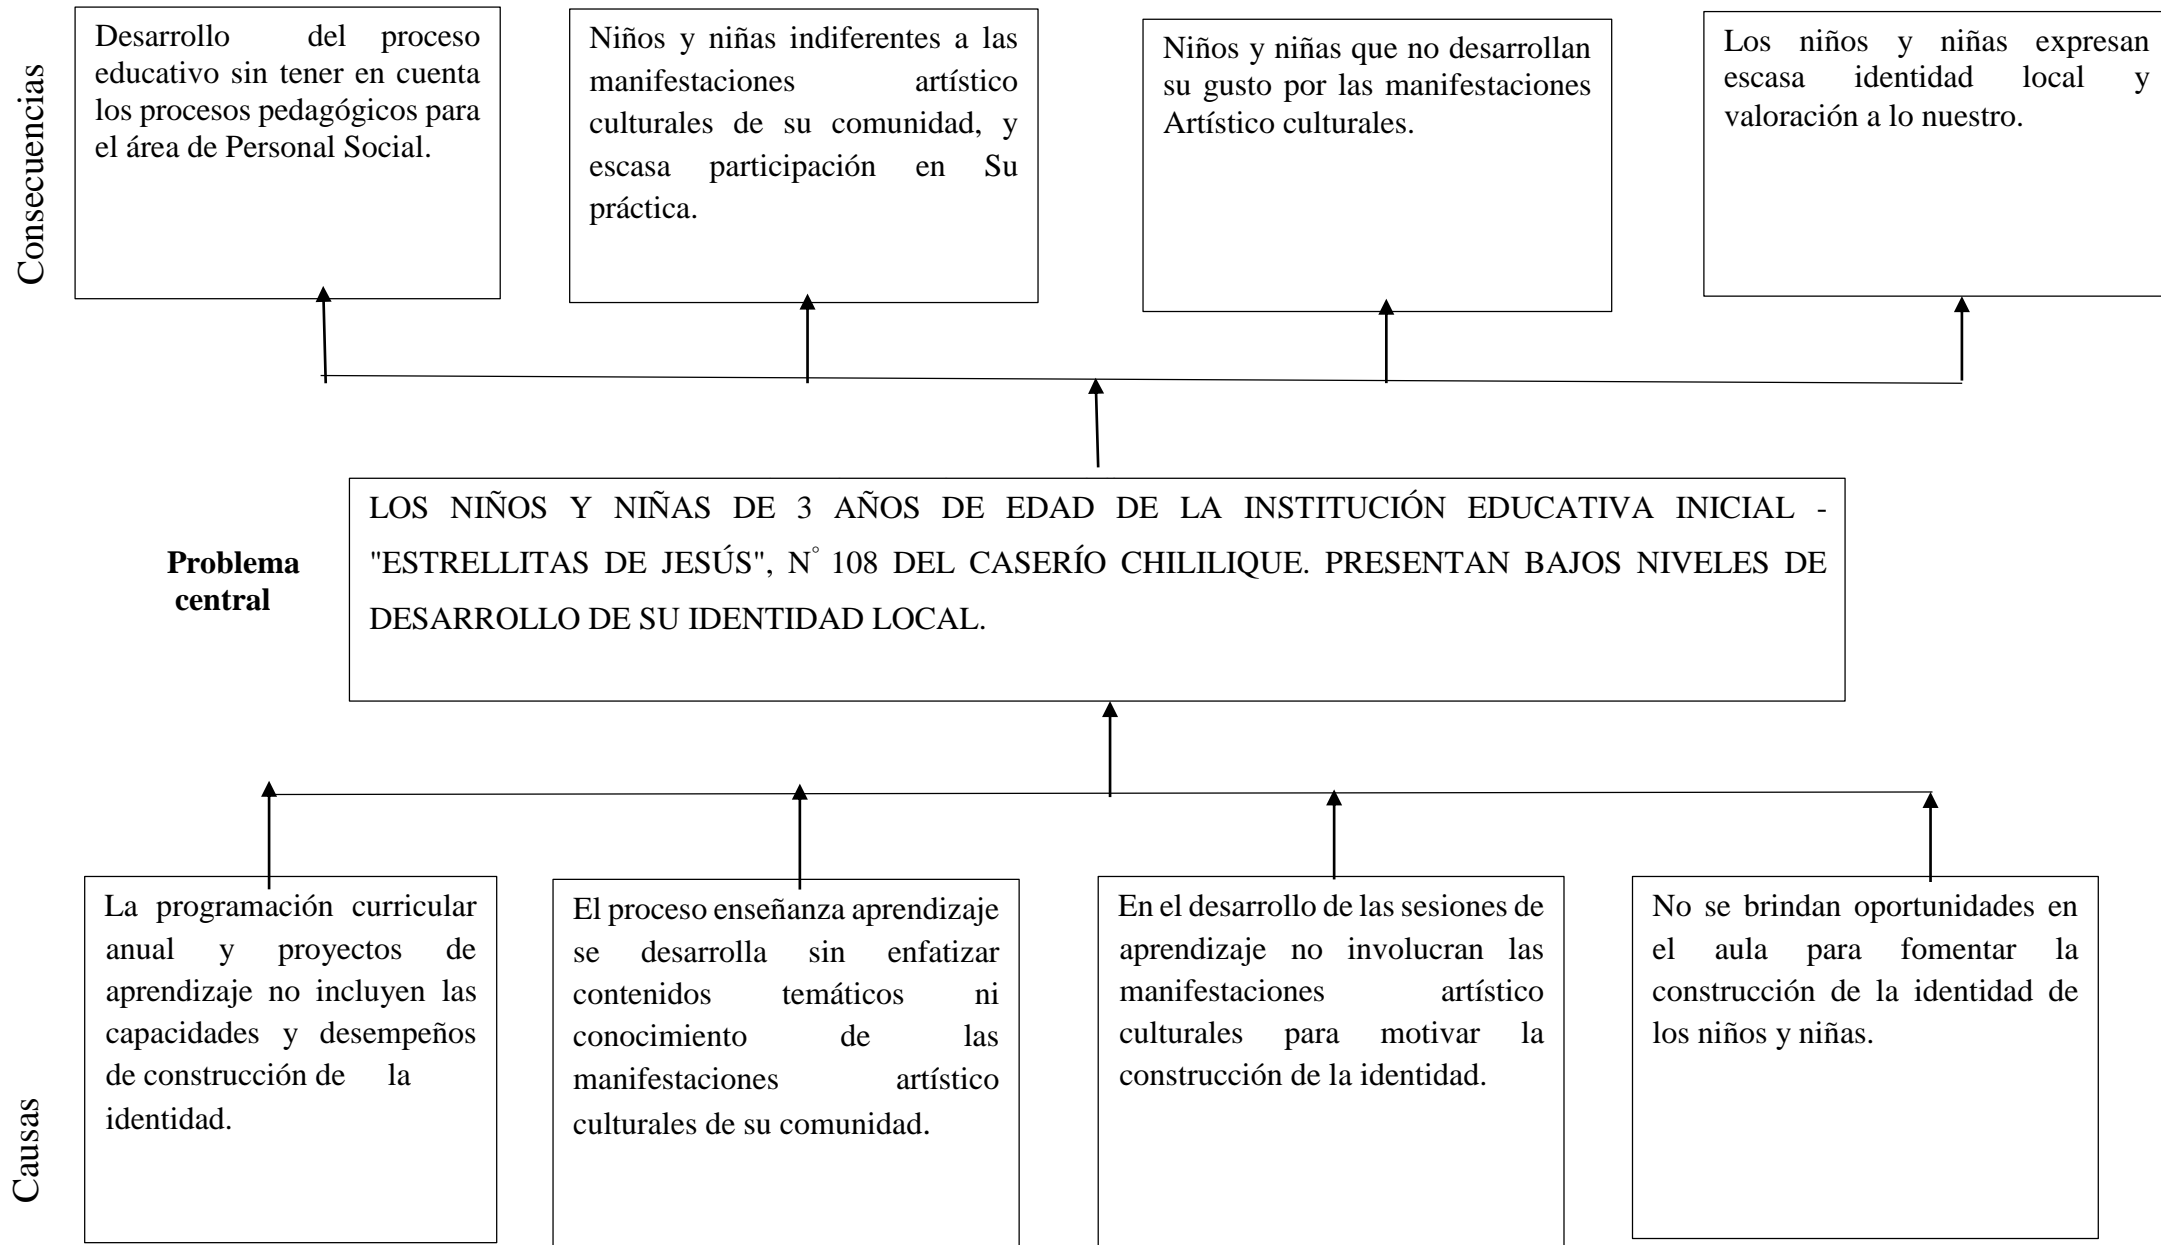 Consecuencias
Desarrollo del proceso
educativo sin tener en cuenta
los procesos pedagógicos para
el área de Personal Social.
Niños y niñas indiferentes a las
manifestaciones artístico
culturales de su comunidad, y
escasa participación en Su
práctica.
Niños y niñas que no desarrollan
su gusto por las manifestaciones
Artístico culturales.
Los niños y niñas expresan
escasa identidad local y
valoración a lo nuestro.
Problema
central
LOS NIÑOS Y NIÑAS DE 3 AÑOS DE EDAD DE LA INSTITUCIÓN EDUCATIVA INICIAL -
"ESTRELLITAS DE JESÚS", N° 108 DEL CASERÍO CHILILIQUE. PRESENTAN BAJOS NIVELES DE
DESARROLLO DE SU IDENTIDAD LOCAL.
Causas
La programación curricular
anual y proyectos de
aprendizaje no incluyen las
capacidades y desempeños
de construcción de la
identidad.
El proceso enseñanza aprendizaje
se desarrolla sin enfatizar
contenidos temáticos ni
conocimiento de las
manifestaciones artístico
culturales de su comunidad.
En el desarrollo de las sesiones de
aprendizaje no involucran las
manifestaciones artístico
culturales para motivar la
construcción de la identidad.
No se brindan oportunidades en
el aula para fomentar la
construcción de la identidad de
los niños y niñas.